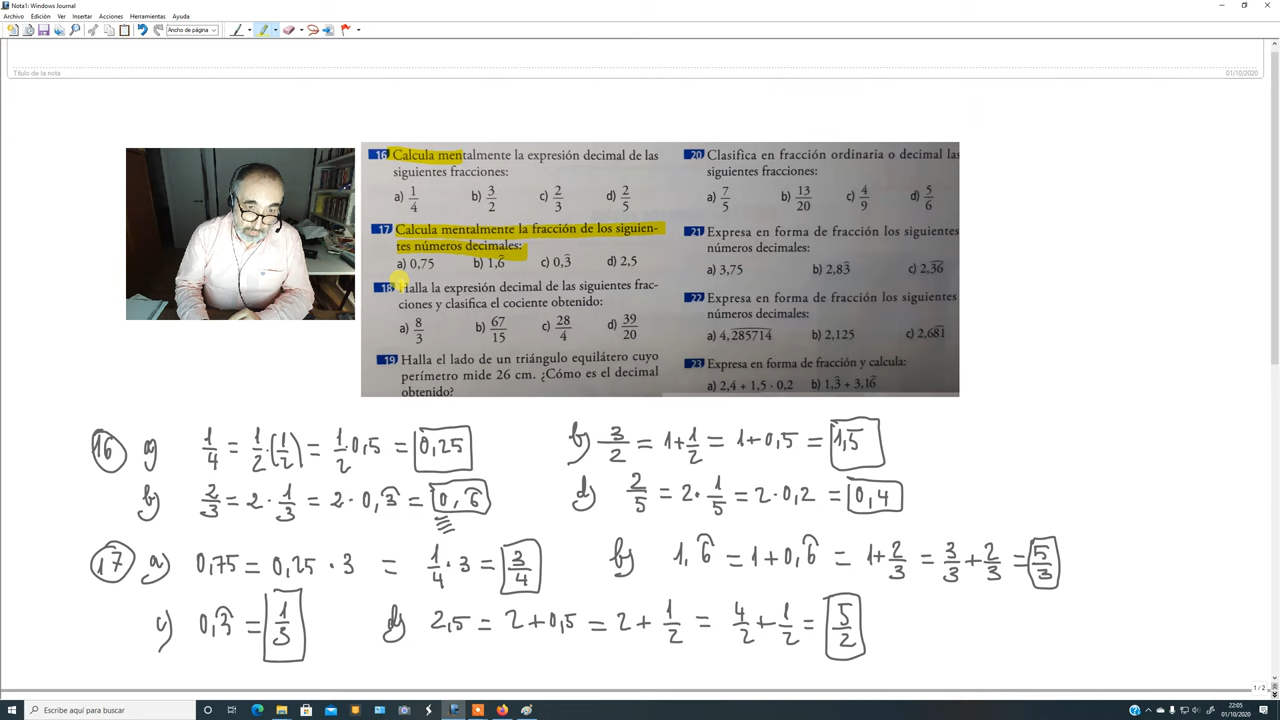 Nota1: Windows Journal
Archivo Edición Ver Insertar Acciones Herramientas Ayuda
Ancho de página
Título de la nota
01/10/2020
16 Calcula mentalmente la expresión decimal de las
siguientes fracciones:
a) 1/4 b) 3/2 c) 2/3 d) 2/5
17 Calcula mentalmente la fracción de los siguien-
tes números decimales:
a) 0,75 b) 1,6̂ c) 0,3̂ d) 2,5
18 Halla la expresión decimal de las siguientes frac-
ciones y clasifica el cociente obtenido:
a) 8/3 b) 67/15 c) 28/4 d) 39/20
19 Halla el lado de un triángulo equilátero cuyo
perímetro mide 26 cm. ¿Cómo es el decimal
obtenido?
20 Clasifica en fracción ordinaria o decimal las
siguientes fracciones:
a) 7/5 b) 13/20 c) 4/9 d) 5/6
21 Expresa en forma de fracción los siguientes
números decimales:
a) 3,75 b) 2,83̂ c) 2,3͡6
22 Expresa en forma de fracción los siguientes
números decimales:
a) 4,2͡85714 b) 2,125 c) 2,68͡1
23 Expresa en forma de fracción y calcula:
a) 2,4 + 1,5 · 0,2 b) 1,3̂ + 3,16̂
16 a) 1/4 = 1/2 · (1/2) = 1/2 · 0,5 = 0,25 b) 3/2 = 1 + 1/2 = 1 + 0,5 = 1,5
b) 2/3 = 2 · 1/3 = 2 · 0,3̂ = 0,6̂ d) 2/5 = 2 · 1/5 = 2 · 0,2 = 0,4
17 a) 0,75 = 0,25 · 3 = 1/4 · 3 = 3/4 b) 1,6̂ = 1 + 0,6̂ = 1 + 2/3 = 3/3 + 2/3 = 5/3
c) 0,3̂ = 1/3 d) 2,5 = 2 + 0,5 = 2 + 1/2 = 4/2 + 1/2 = 5/2
1 / 2
Escribe aquí para buscar
22:05
01/10/2020